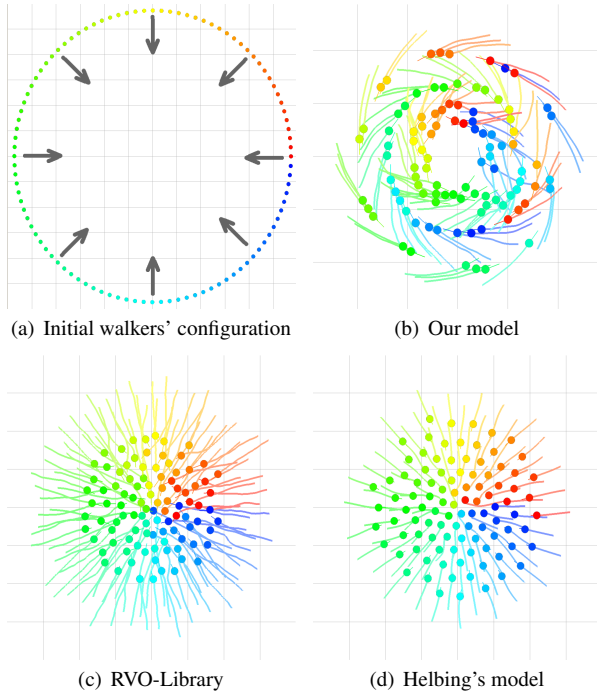 (a) Initial walkers' configuration
(b) Our model
(c) RVO-Library
(d) Helbing's model